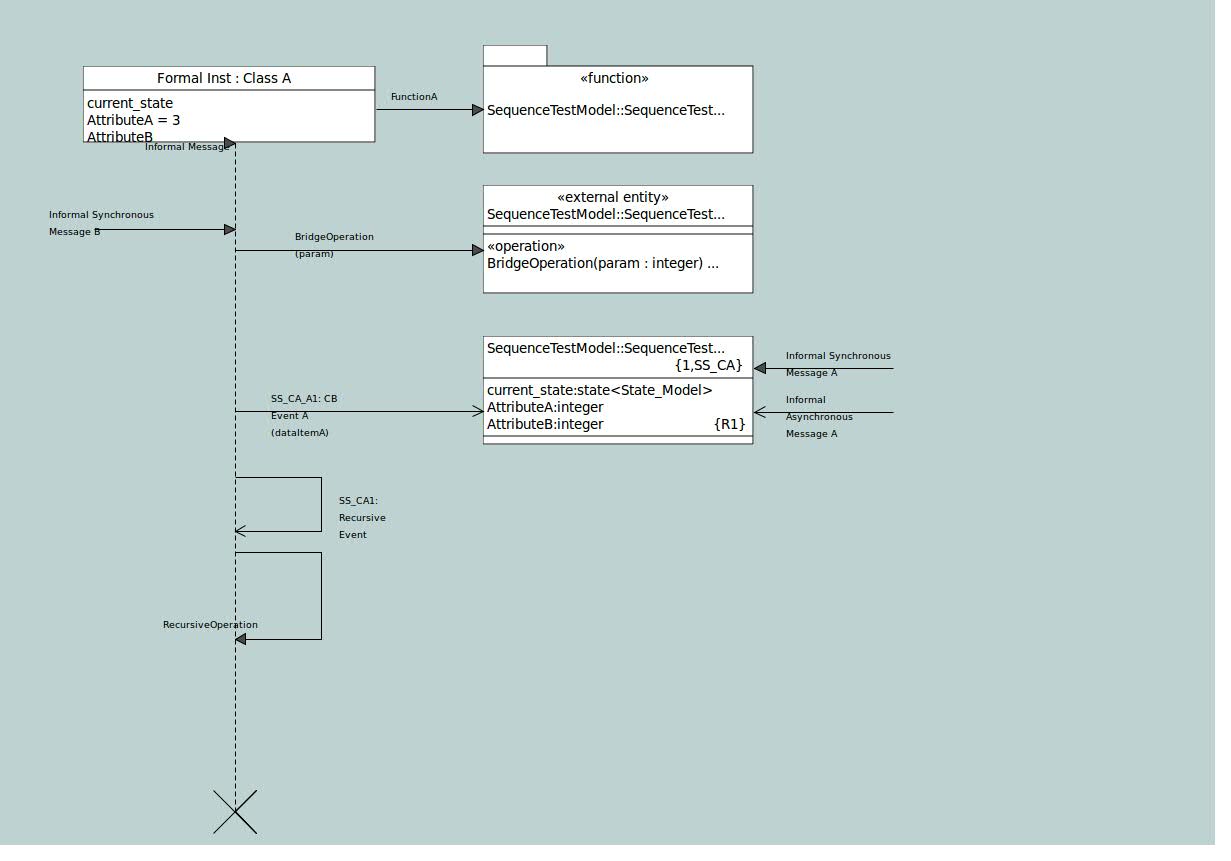 Formal Inst : Class A
current_state
AttributeA = 3
AttributeB
Informal Message
FunctionA
«function»
SequenceTestModel::SequenceTest...
Informal Synchronous
Message B
BridgeOperation
(param)
«external entity»
SequenceTestModel::SequenceTest...
«operation»
BridgeOperation(param : integer) ...
SequenceTestModel::SequenceTest...
{1,SS_CA}
current_state:state<State_Model>
AttributeA:integer
AttributeB:integer {R1}
Informal Synchronous
Message A
Informal
Asynchronous
Message A
SS_CA_A1: CB
Event A
(dataItemA)
SS_CA1:
Recursive
Event
RecursiveOperation